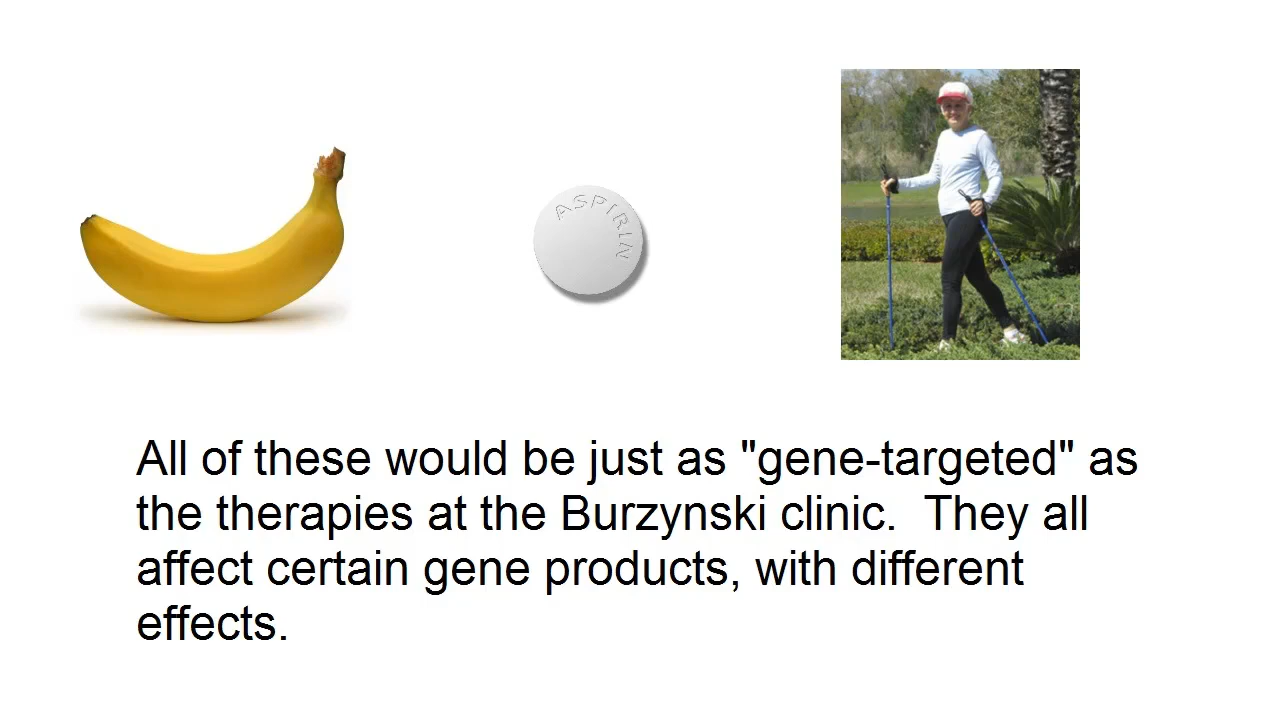 ASPIRIN
All of these would be just as "gene-targeted" as
the therapies at the Burzynski clinic.  They all
affect certain gene products, with different
effects.